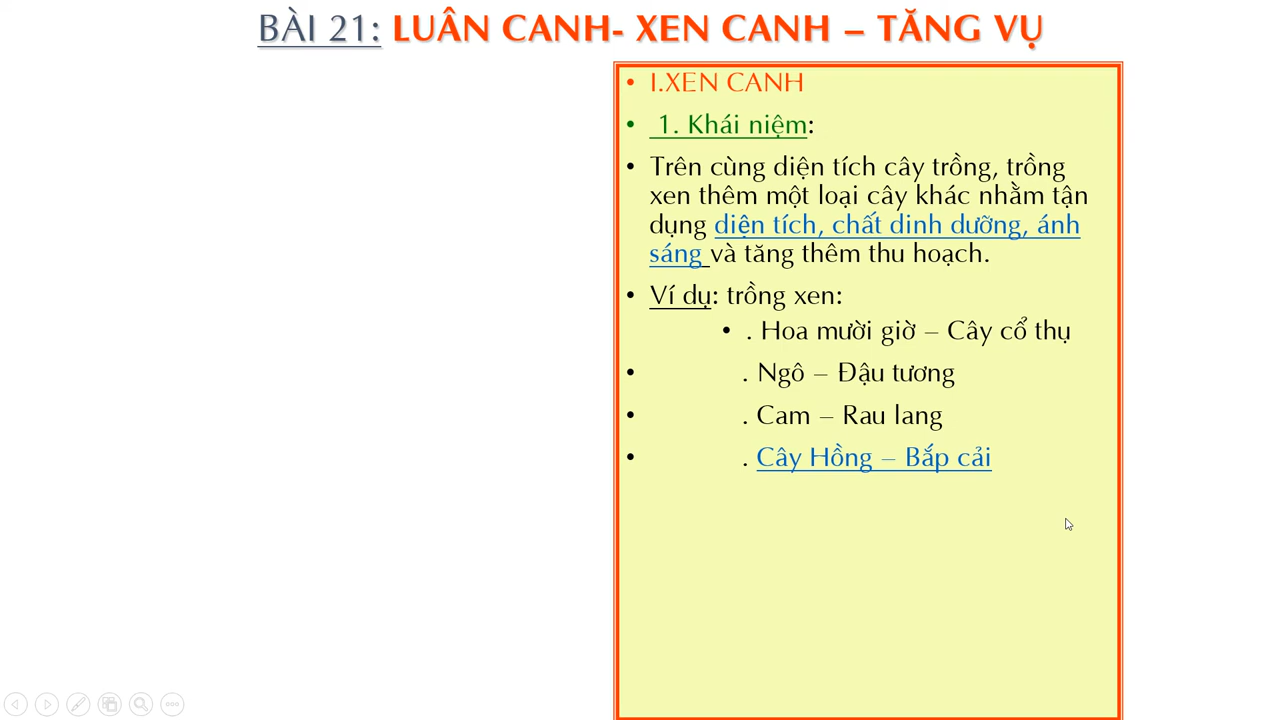 BÀI 21: LUÂN CANH- XEN CANH – TĂNG VỤ
• I.XEN CANH
• 1. Khái niệm:
• Trên cùng diện tích cây trồng, trồng
xen thêm một loại cây khác nhằm tận
dụng diện tích, chất dinh dưỡng, ánh
sáng và tăng thêm thu hoạch.
• Ví dụ: trồng xen:
• . Hoa mười giờ – Cây cổ thụ
• . Ngô – Đậu tương
• . Cam – Rau lang
• . Cây Hồng – Bắp cải